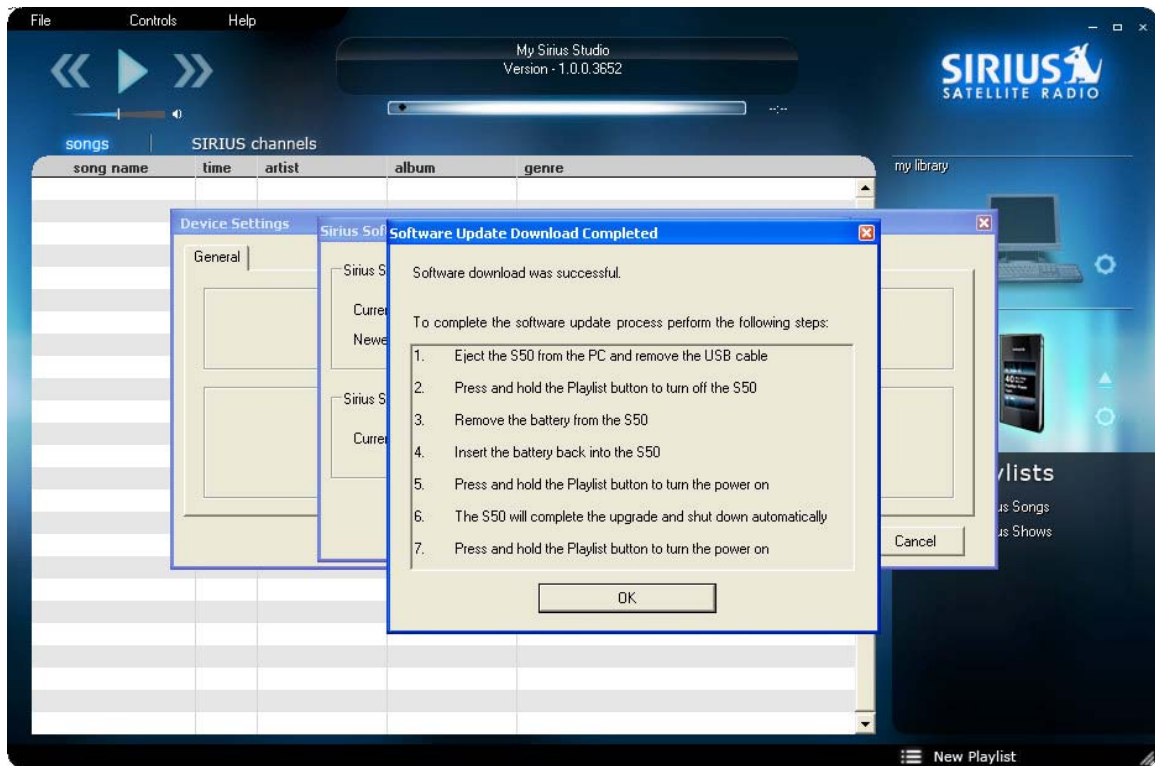 File Controls Help
My Sirius Studio
Version - 1.0.0.3652
SIRIUS
SATELLITE RADIO
--:--
songs SIRIUS channels
song name time artist album genre
my library
Device Settings
General
Sirius Sof
Sirius S
Curre
Newe
Sirius S
Curre
Software Update Download Completed
Software download was successful.
To complete the software update process perform the following steps:
1. Eject the S50 from the PC and remove the USB cable
2. Press and hold the Playlist button to turn off the S50
3. Remove the battery from the S50
4. Insert the battery back into the S50
5. Press and hold the Playlist button to turn the power on
6. The S50 will complete the upgrade and shut down automatically
7. Press and hold the Playlist button to turn the power on
OK
Cancel
ylists
us Songs
us Shows
New Playlist